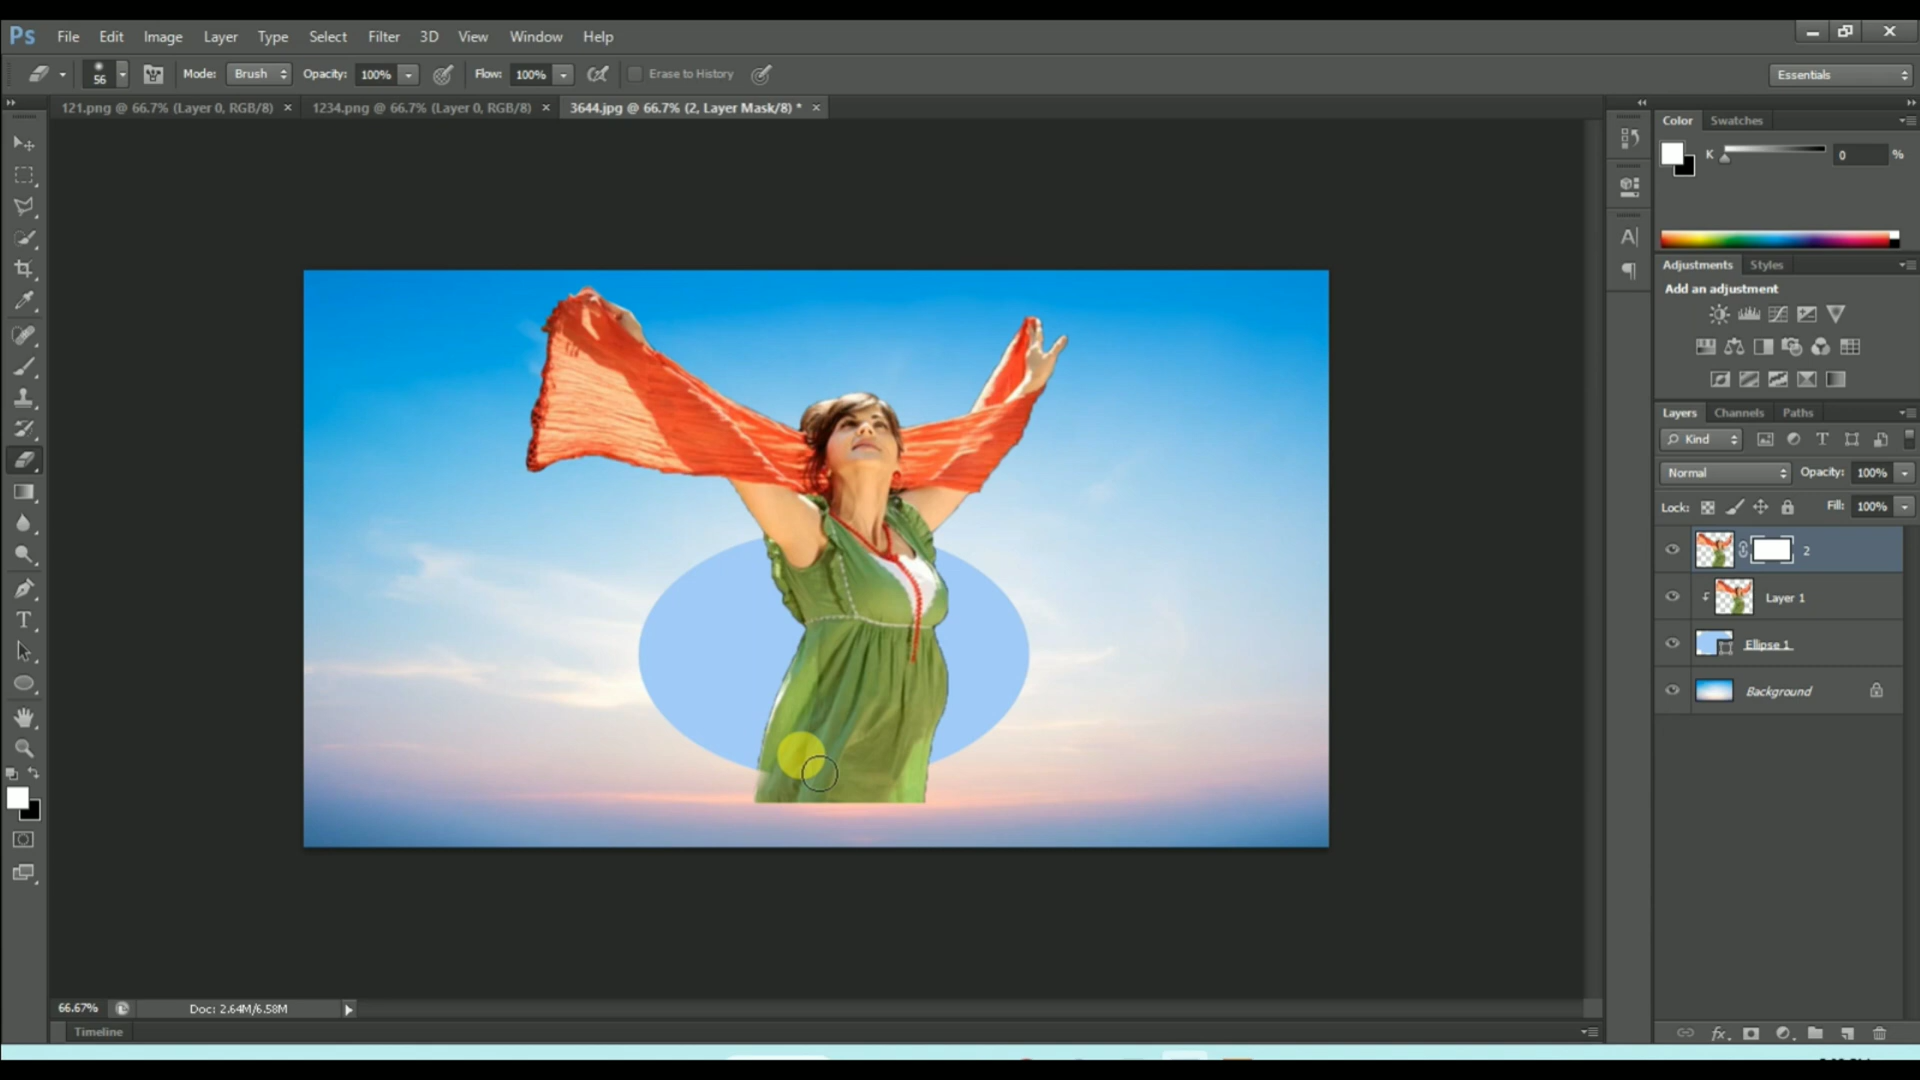 Ps File Edit Image Layer Type Select Filter 3D View Window Help
56 Mode: Brush Opacity: 100% Flow: 100% Erase to History Essentials
121.png @ 66.7% (Layer 0, RGB/8) × 1234.png @ 66.7% (Layer 0, RGB/8) × 3644.jpg @ 66.7% (2, Layer Mask/8) * ×
Color Swatches
K 0 %
Adjustments Styles
Add an adjustment
Layers Channels Paths
Kind
Normal Opacity: 100%
Lock: Fill: 100%
2
Layer 1
Ellipse 1
Background
66.67% Doc: 2.64M/6.58M
Timeline